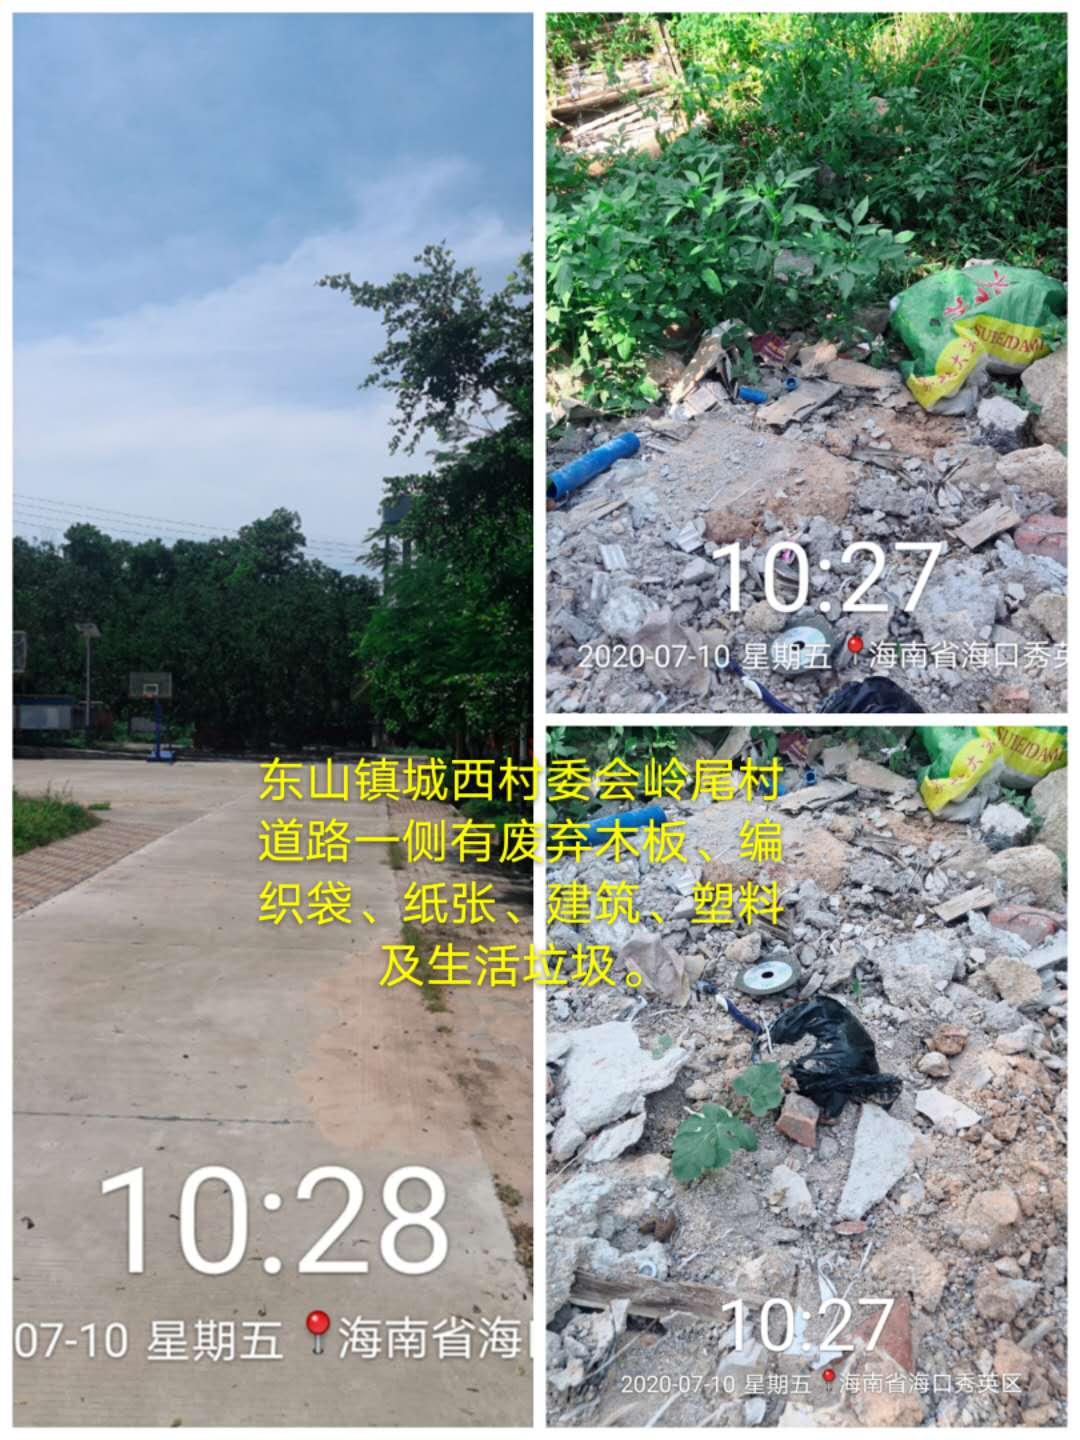 东山镇城西村委会岭尾村
道路一侧有废弃木板、编
织袋、纸张、建筑、塑料
及生活垃圾。
10:28
07-10 星期五 海南省海
SUBEIDAMI
10:27
2020-07-10 星期五 海南省海口秀英
10:27
2020-07-10 星期五 海南省海口秀英区